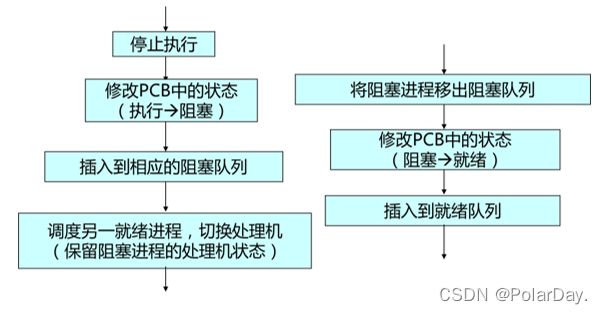 停止执行
修改PCB中的状态
（执行→阻塞）
插入到相应的阻塞队列
调度另一就绪进程，切换处理机
（保留阻塞进程的处理机状态）
将阻塞进程移出阻塞队列
修改PCB中的状态
（阻塞→就绪）
插入到就绪队列
CSDN @PolarDay.